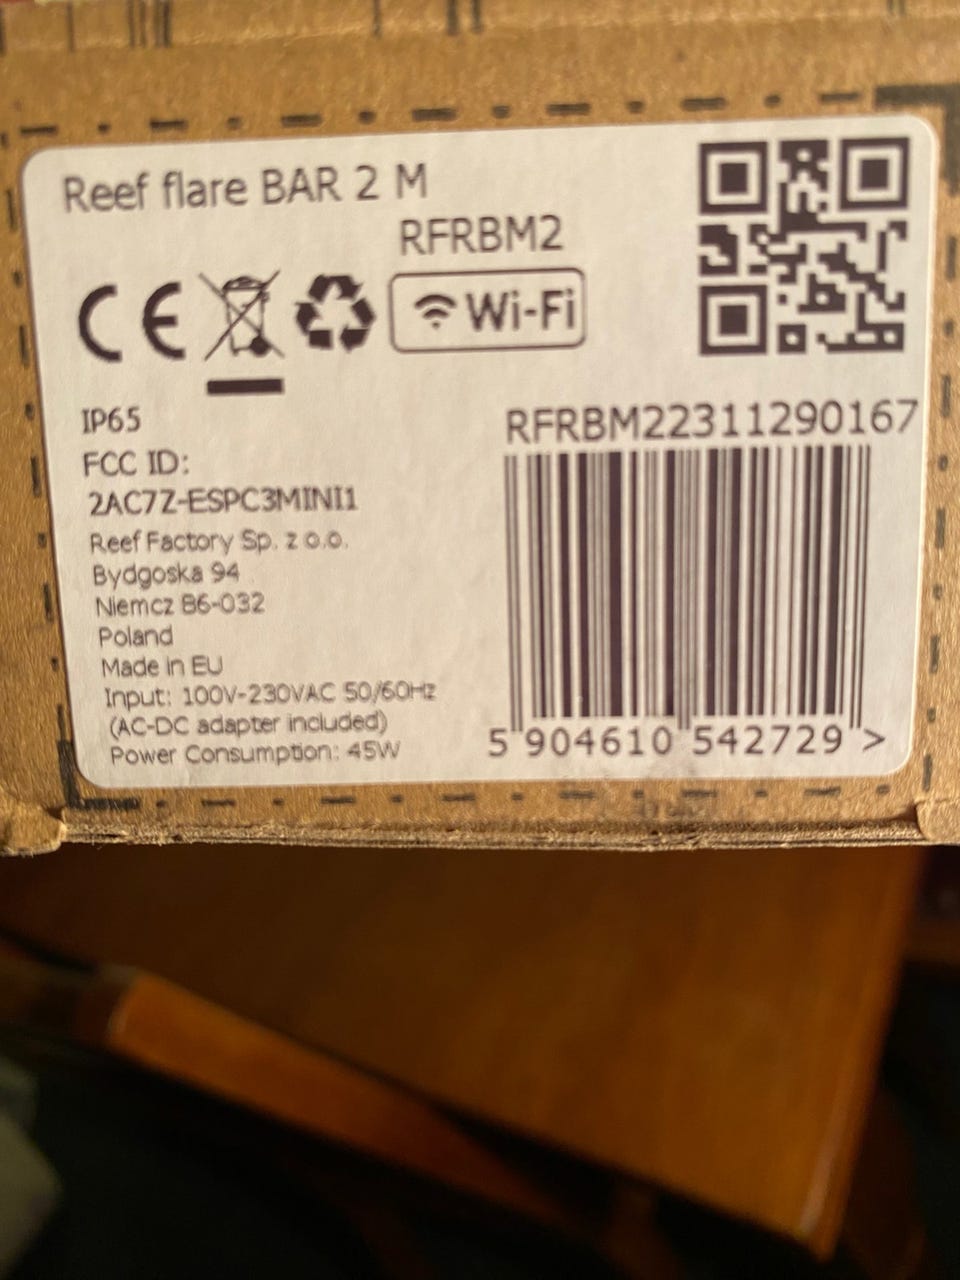 Reef flare BAR 2 M
RFRBM2
CE
Wi-Fi
IP65
FCC ID:
2AC7Z-ESPC3MINI1
Reef Factory Sp. z o.o.
Bydgoska 94
Niemcz 86-032
Poland
Made in EU
Input: 100V-230VAC 50/60Hz
(AC-DC adapter included)
Power Consumption: 45W
RFRBM22311290167
5 904610 542729 >